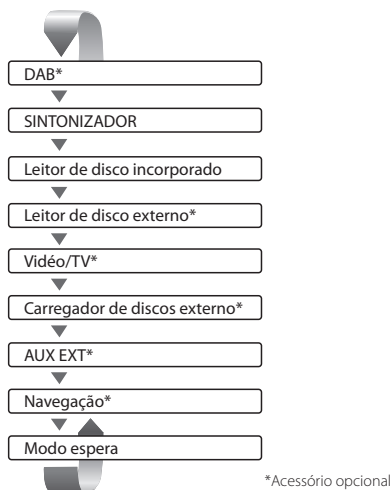 DAB*
SINTONIZADOR
Leitor de disco incorporado
Leitor de disco externo*
Vidéo/TV*
Carregador de discos externo*
AUX EXT*
Navegação*
Modo espera
*Acessório opcional